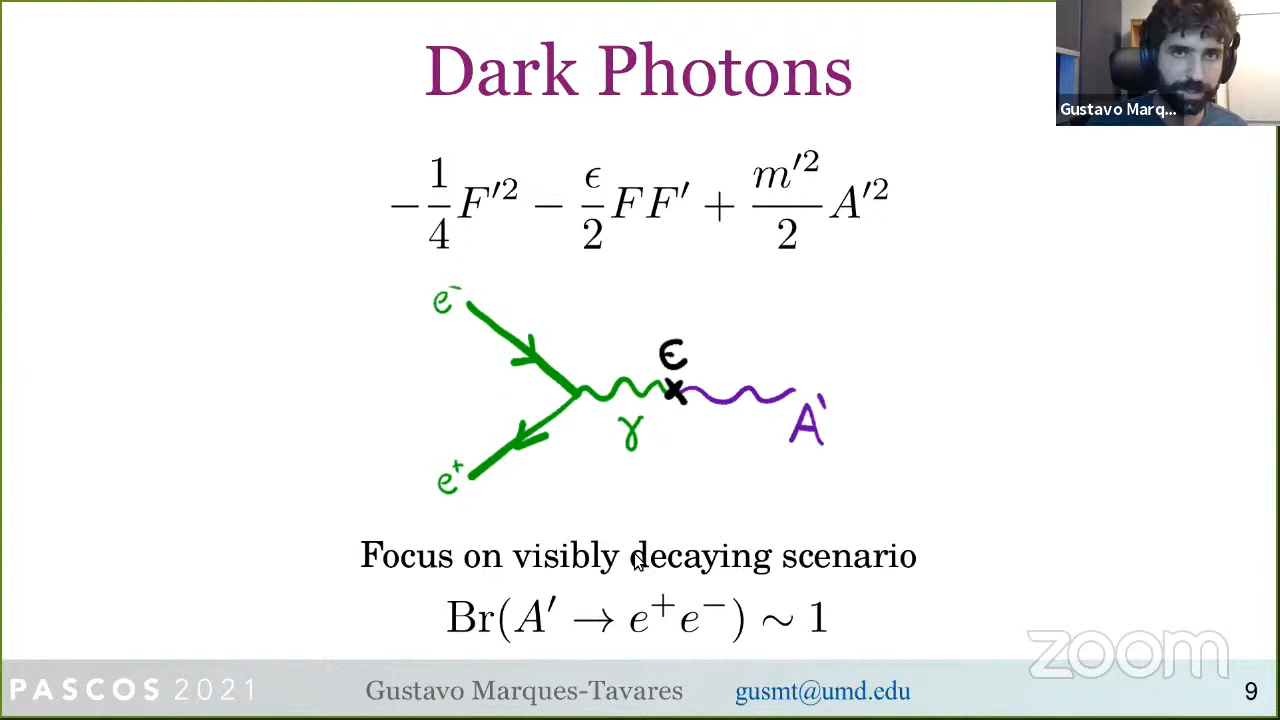 Dark Photons
Gustavo Marq...
−1/4 F′² − ϵ/2 FF′ + m′²/2 A′²
e⁻
ϵ
γ
A'
e⁺
Focus on visibly decaying scenario
Br(A′ → e⁺e⁻) ∼ 1
zoom
PASCOS 2021
Gustavo Marques-Tavares
gusmt@umd.edu
9